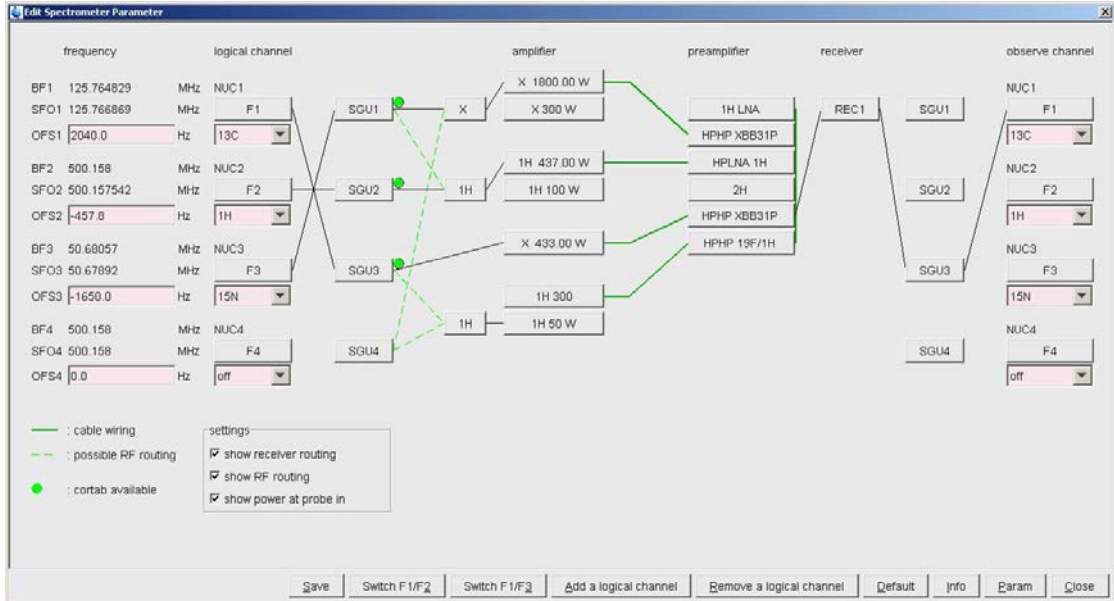 Edit Spectrometer Parameter
frequency logical channel amplifier preamplifier receiver observe channel
BF1 125.764829 MHz NUC1 X 1800.00 W NUC1
SFO1 125.766869 MHz F1 SGU1 X X 300 W 1H LNA REC1 SGU1 F1
OFS1 2040.0 Hz 13C HPHP XBB31P 13C
BF2 500.158 MHz NUC2 1H 437.00 W HPLNA 1H NUC2
SFO2 500.157542 MHz F2 SGU2 1H 1H 100 W 2H SGU2 F2
OFS2 -457.8 Hz 1H HPHP XBB31P 1H
BF3 50.68057 MHz NUC3 X 433.00 W HPHP 19F/1H NUC3
SFO3 50.67892 MHz F3 SGU3 SGU3 F3
OFS3 -1650.0 Hz 15N 1H 300 15N
BF4 500.158 MHz NUC4 1H 1H 50 W NUC4
SFO4 500.158 MHz F4 SGU4 SGU4 F4
OFS4 0.0 Hz off off
: cable wiring settings
: possible RF routing show receiver routing
show RF routing
: cortab available show power at probe in
Save Switch F1/F2 Switch F1/F3 Add a logical channel Remove a logical channel Default Info Param Close